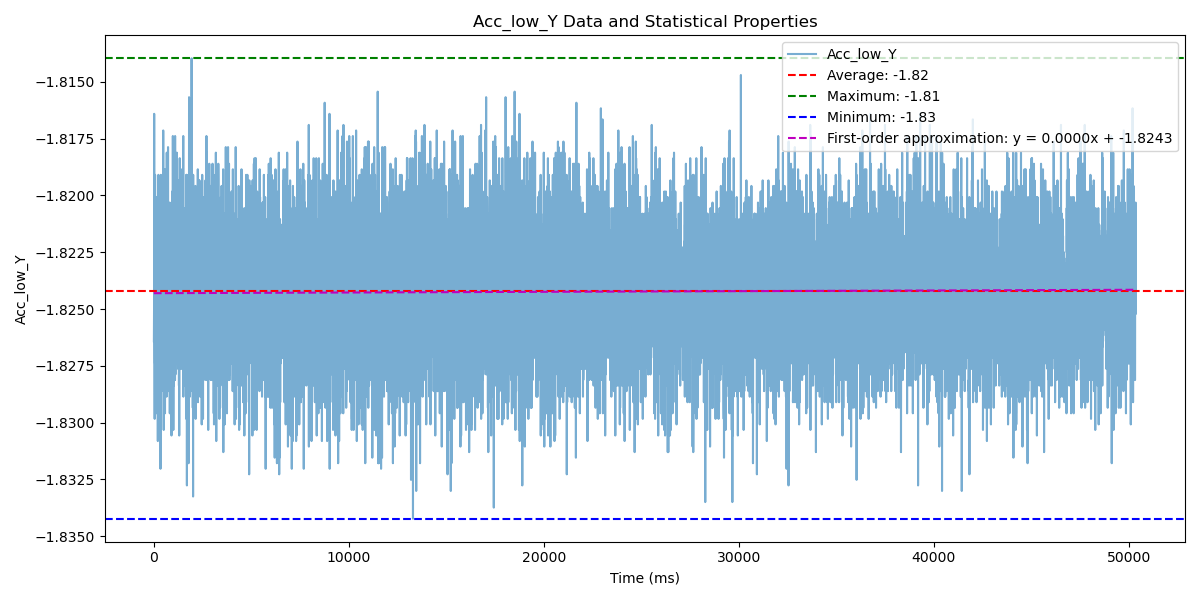 Acc_low_Y Data and Statistical Properties
Acc_low_Y
Average: -1.82
Maximum: -1.81
Minimum: -1.83
First-order approximation: y = 0.0000x + -1.8243
−1.8150
−1.8175
−1.8200
−1.8225
−1.8250
−1.8275
−1.8300
−1.8325
−1.8350
Acc_low_Y
0
10000
20000
30000
40000
50000
Time (ms)